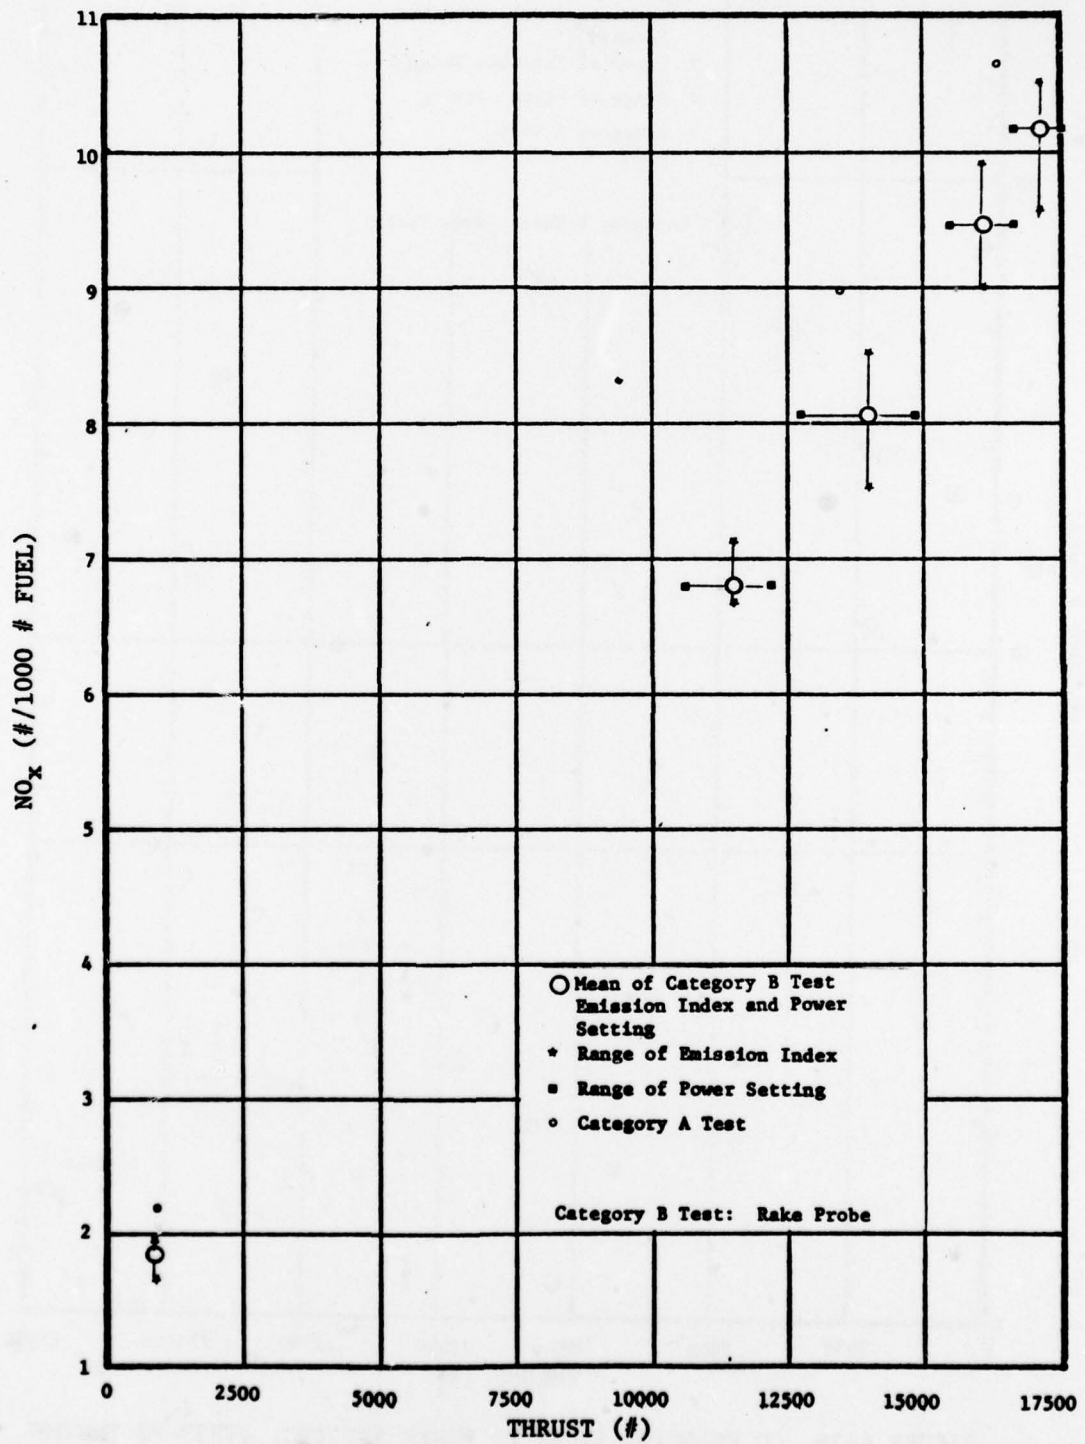 11
10
9
8
7
6
5
4
3
2
1
NOx (#/1000 # FUEL)
Mean of Category B Test
Emission Index and Power
Setting
* Range of Emission Index
■ Range of Power Setting
o Category A Test
Category B Test: Rake Probe
0 2500 5000 7500 10000 12500 15000 17500
THRUST (#)